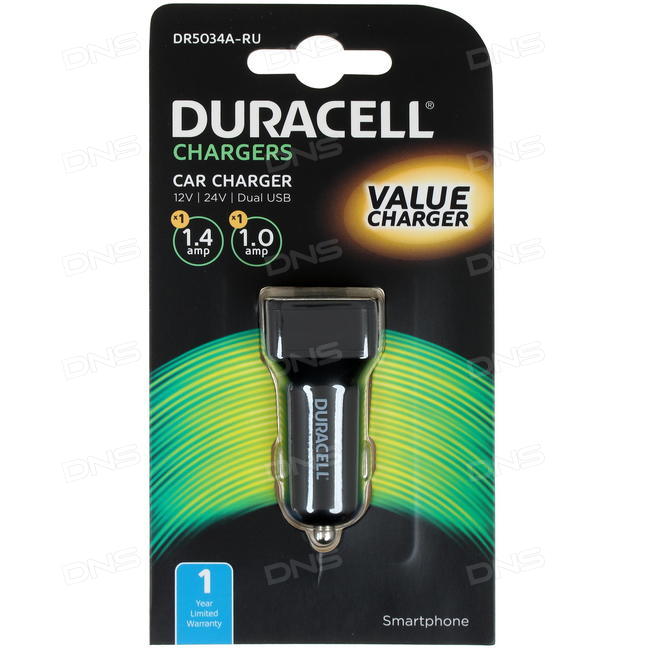 DR5034A-RU
DURACELL®
CHARGERS
CAR CHARGER
12V | 24V | Dual USB
x1
1.4
amp
x1
1.0
amp
VALUE
CHARGER
DURACELL
1
Year
Limited
Warranty
Smartphone
DNS